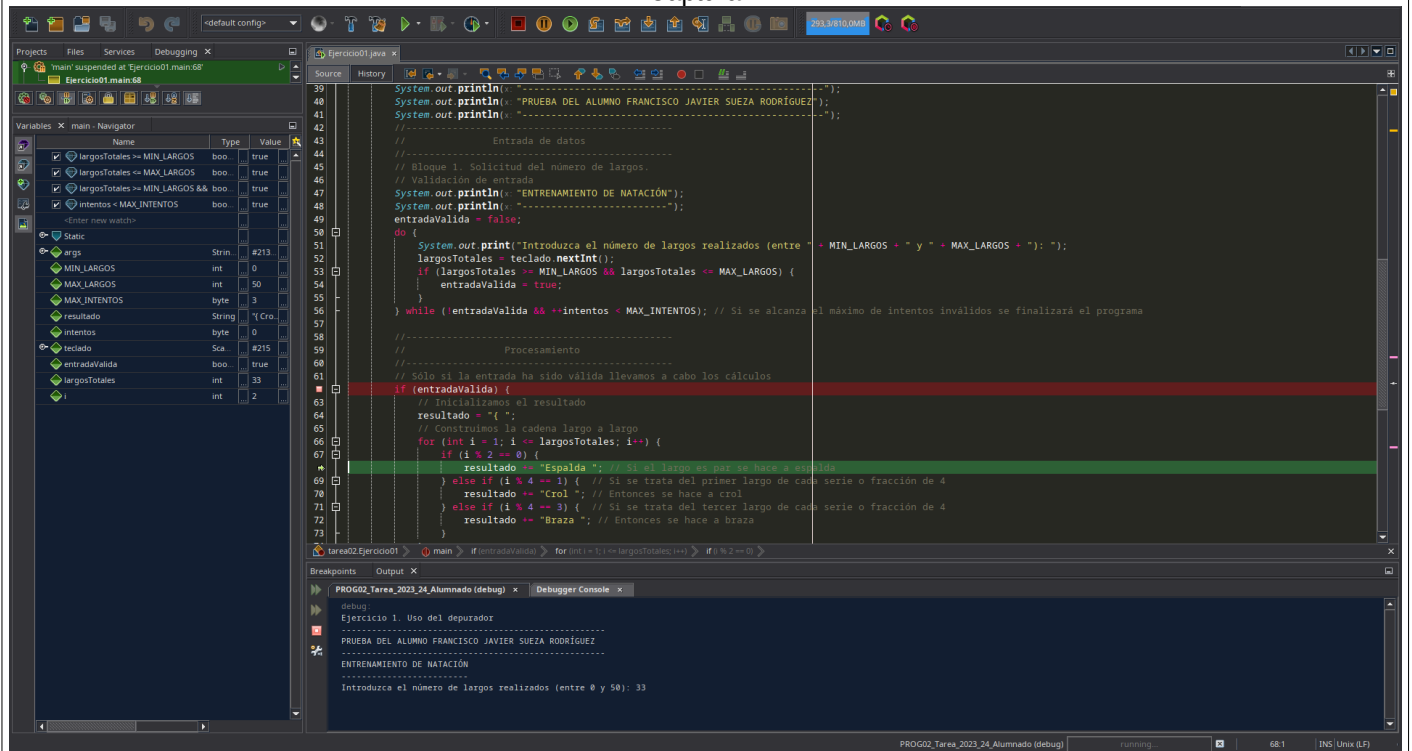 <default config>
293,3/810,0MB
Projects Files Services Debugging
'main' suspended at 'Ejercicio01.main:68'
Ejercicio01.main:68
Variables main - Navigator
Name Type Value
largosTotales >= MIN_LARGOS boo... true
largosTotales <= MAX_LARGOS boo... true
largosTotales >= MIN_LARGOS && boo... true
intentos < MAX_INTENTOS boo... true
<Enter new watch>
Static
args Strin... #213...
MIN_LARGOS int 0
MAX_LARGOS int 50
MAX_INTENTOS byte 3
resultado String "{ Cro...
intentos byte 0
teclado Sca... #215
entradaValida boo... true
largosTotales int 33
i int 2
Ejercicio01.java
Source History
39 System.out.println(x: "----------------------------------------------------");
40 System.out.println(x: "PRUEBA DEL ALUMNO FRANCISCO JAVIER SUEZA RODRÍGUEZ");
41 System.out.println(x: "----------------------------------------------------");
42 //----------------------------------------------
43 // Entrada de datos
44 //----------------------------------------------
45 // Bloque 1. Solicitud del número de largos.
46 // Validación de entrada
47 System.out.println(x: "ENTRENAMIENTO DE NATACIÓN");
48 System.out.println(x: "-------------------------");
49 entradaValida = false;
50 do {
51 System.out.print("Introduzca el número de largos realizados (entre " + MIN_LARGOS + " y " + MAX_LARGOS + "): ");
52 largosTotales = teclado.nextInt();
53 if (largosTotales >= MIN_LARGOS && largosTotales <= MAX_LARGOS) {
54 entradaValida = true;
55 }
56 } while (!entradaValida && ++intentos < MAX_INTENTOS); // Si se alcanza el máximo de intentos inválidos se finalizará el programa
57
58 //----------------------------------------------
59 // Procesamiento
60 //----------------------------------------------
61 // Sólo si la entrada ha sido válida llevamos a cabo los cálculos
if (entradaValida) {
63 // Inicializamos el resultado
64 resultado = "{ ";
65 // Construimos la cadena largo a largo
66 for (int i = 1; i <= largosTotales; i++) {
67 if (i % 2 == 0) {
resultado += "Espalda "; // Si el largo es par se hace a espalda
69 } else if (i % 4 == 1) { // Si se trata del primer largo de cada serie o fracción de 4
70 resultado += "Crol "; // Entonces se hace a crol
71 } else if (i % 4 == 3) { // Si se trata del tercer largo de cada serie o fracción de 4
72 resultado += "Braza "; // Entonces se hace a braza
73 }
tarea02.Ejercicio01 main if (entradaValida) for (int i = 1; i <= largosTotales; i++) if (i % 2 == 0)
Breakpoints Output
PROG02_Tarea_2023_24_Alumnado (debug) Debugger Console
debug:
Ejercicio 1. Uso del depurador
----------------------------------------------------
PRUEBA DEL ALUMNO FRANCISCO JAVIER SUEZA RODRÍGUEZ
----------------------------------------------------
ENTRENAMIENTO DE NATACIÓN
-------------------------
Introduzca el número de largos realizados (entre 0 y 50): 33
PROG02_Tarea_2023_24_Alumnado (debug) running... 68:1 INS Unix (LF)